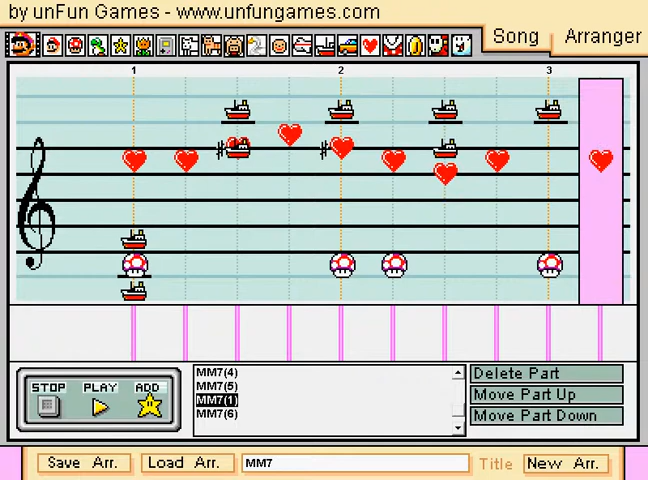 by unFun Games - www.unfungames.com
Song
Arranger
1
2
3
STOP
PLAY
ADD
MM7(4)
MM7(5)
MM7(1)
MM7(6)
Delete Part
Move Part Up
Move Part Down
Save Arr.
Load Arr.
MM7
Title
New Arr.